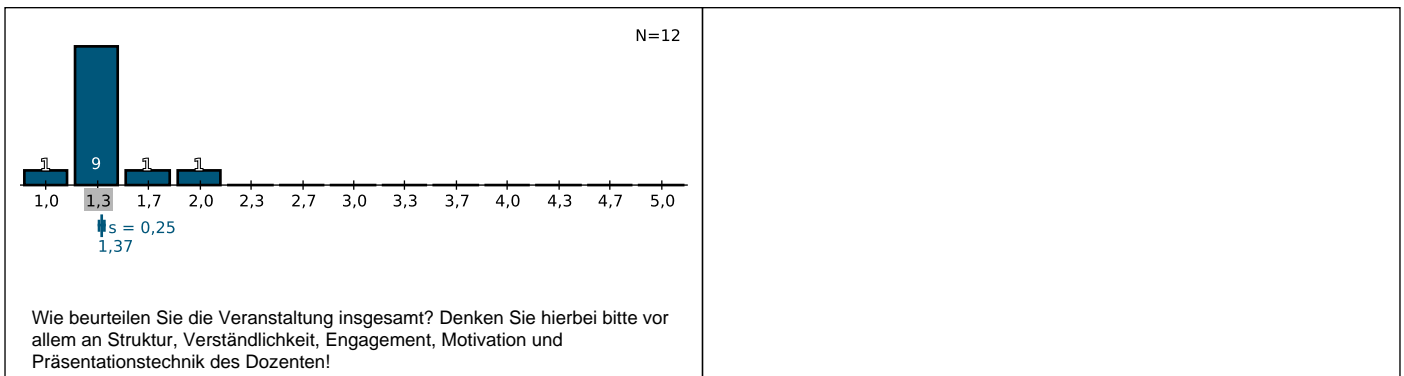 N=12
1 9 1 1
1,0 1,3 1,7 2,0 2,3 2,7 3,0 3,3 3,7 4,0 4,3 4,7 5,0
s = 0,25
1,37
Wie beurteilen Sie die Veranstaltung insgesamt? Denken Sie hierbei bitte vor
allem an Struktur, Verständlichkeit, Engagement, Motivation und
Präsentationstechnik des Dozenten!